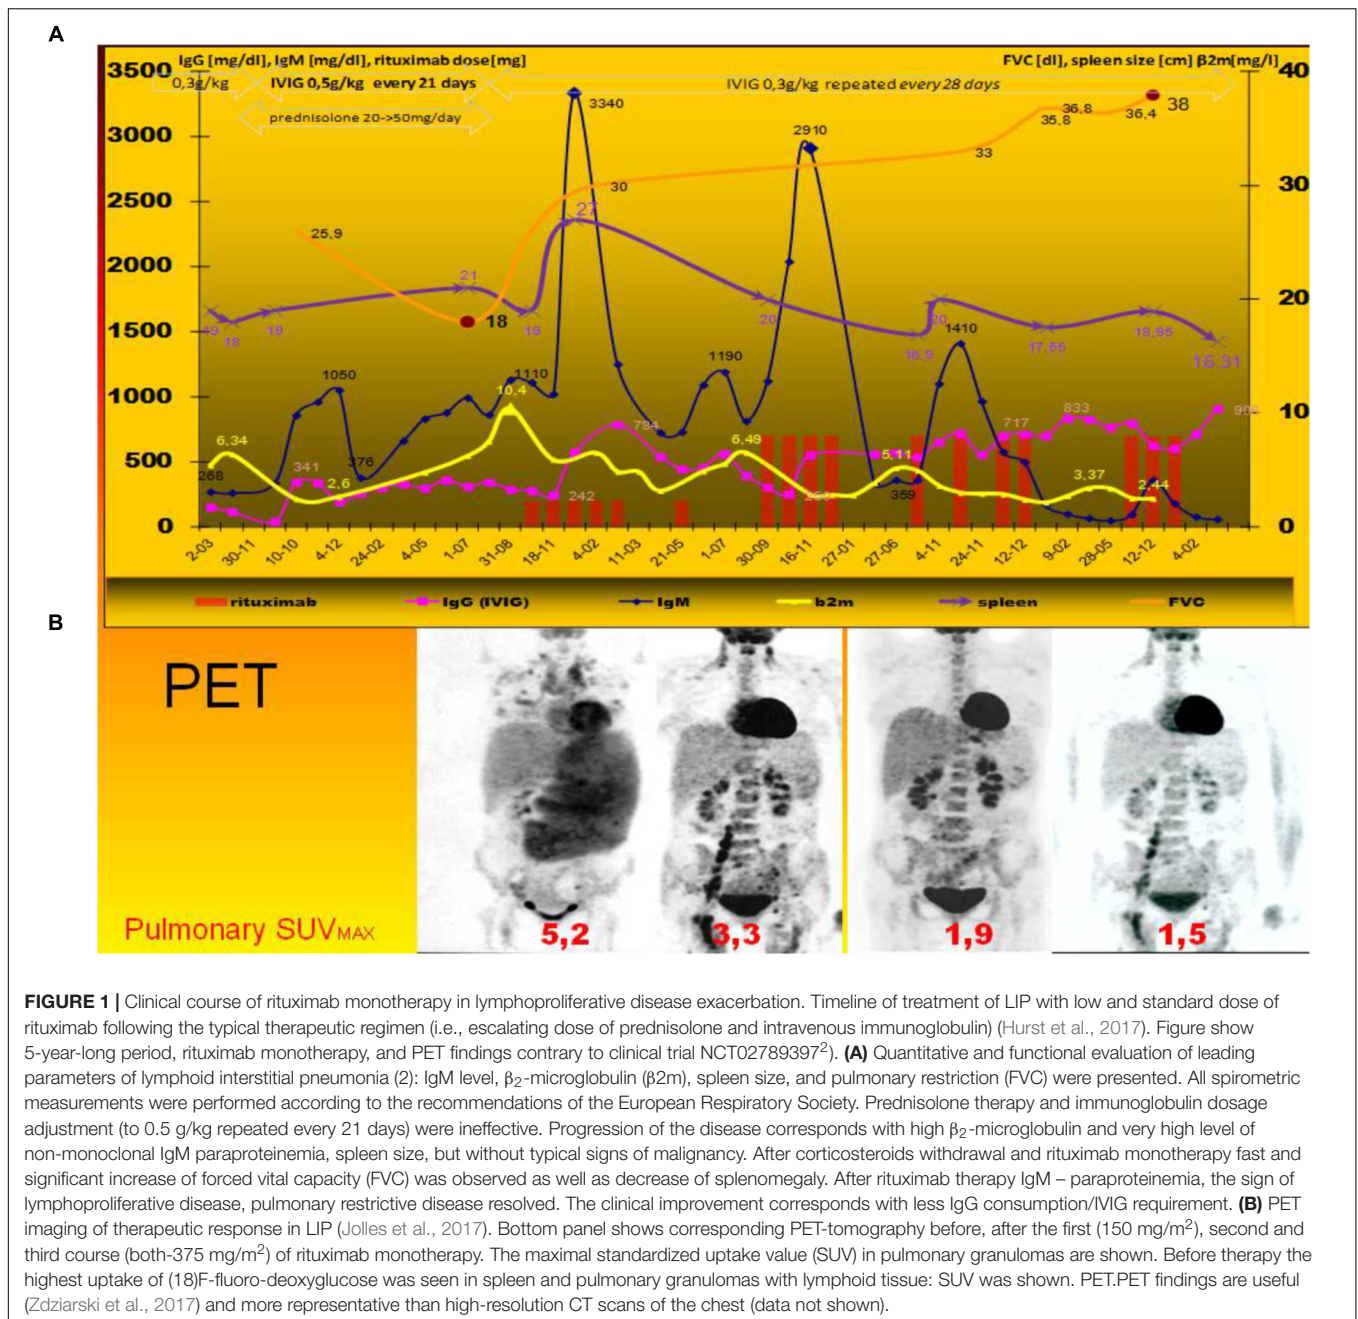 A
IgG [mg/dl], IgM [mg/dl], rituximab dose[mg]
FVC [dl], spleen size [cm] β2m[mg/l]
3500
3000
2500
2000
1500
1000
500
0
40
30
20
10
0
0,3g/kg
IVIG 0,5g/kg every 21 days
IVIG 0,3g/kg repeated every 28 days
prednisolone 20->50mg/day
3340
2910
38
36,8
35,8
36,4
33
30
27
25,9
21
18
19
18
19
18
20
20
16,9
17,55
18,95
16,31
1410
1190
1110
1050
10,4
6,34
268
341
376
2,6
784
242
6,49
5,11
359
717
833
3,37
2,44
2-03
30-11
10-10
4-12
24-02
4-05
1-07
31-08
18-11
4-02
11-03
21-05
1-07
30-09
16-11
27-01
27-06
4-11
24-11
12-12
9-02
28-05
12-12
4-02
rituximab
IgG (IVIG)
IgM
b2m
spleen
FVC
B
PET
Pulmonary SUVMAX
5,2
3,3
1,9
1,5
FIGURE 1 | Clinical course of rituximab monotherapy in lymphoproliferative disease exacerbation. Timeline of treatment of LIP with low and standard dose of
rituximab following the typical therapeutic regimen (i.e., escalating dose of prednisolone and intravenous immunoglobulin) (Hurst et al., 2017). Figure show
5-year-long period, rituximab monotherapy, and PET findings contrary to clinical trial NCT02789397²). (A) Quantitative and functional evaluation of leading
parameters of lymphoid interstitial pneumonia (2): IgM level, β₂-microglobulin (β2m), spleen size, and pulmonary restriction (FVC) were presented. All spirometric
measurements were performed according to the recommendations of the European Respiratory Society. Prednisolone therapy and immunoglobulin dosage
adjustment (to 0.5 g/kg repeated every 21 days) were ineffective. Progression of the disease corresponds with high β₂-microglobulin and very high level of
non-monoclonal IgM paraproteinemia, spleen size, but without typical signs of malignancy. After corticosteroids withdrawal and rituximab monotherapy fast and
significant increase of forced vital capacity (FVC) was observed as well as decrease of splenomegaly. After rituximab therapy IgM – paraproteinemia, the sign of
lymphoproliferative disease, pulmonary restrictive disease resolved. The clinical improvement corresponds with less IgG consumption/IVIG requirement. (B) PET
imaging of therapeutic response in LIP (Jolles et al., 2017). Bottom panel shows corresponding PET-tomography before, after the first (150 mg/m²), second and
third course (both-375 mg/m²) of rituximab monotherapy. The maximal standardized uptake value (SUV) in pulmonary granulomas are shown. Before therapy the
highest uptake of (18)F-fluoro-deoxyglucose was seen in spleen and pulmonary granulomas with lymphoid tissue: SUV was shown. PET.PET findings are useful
(Zdziarski et al., 2017) and more representative than high-resolution CT scans of the chest (data not shown).